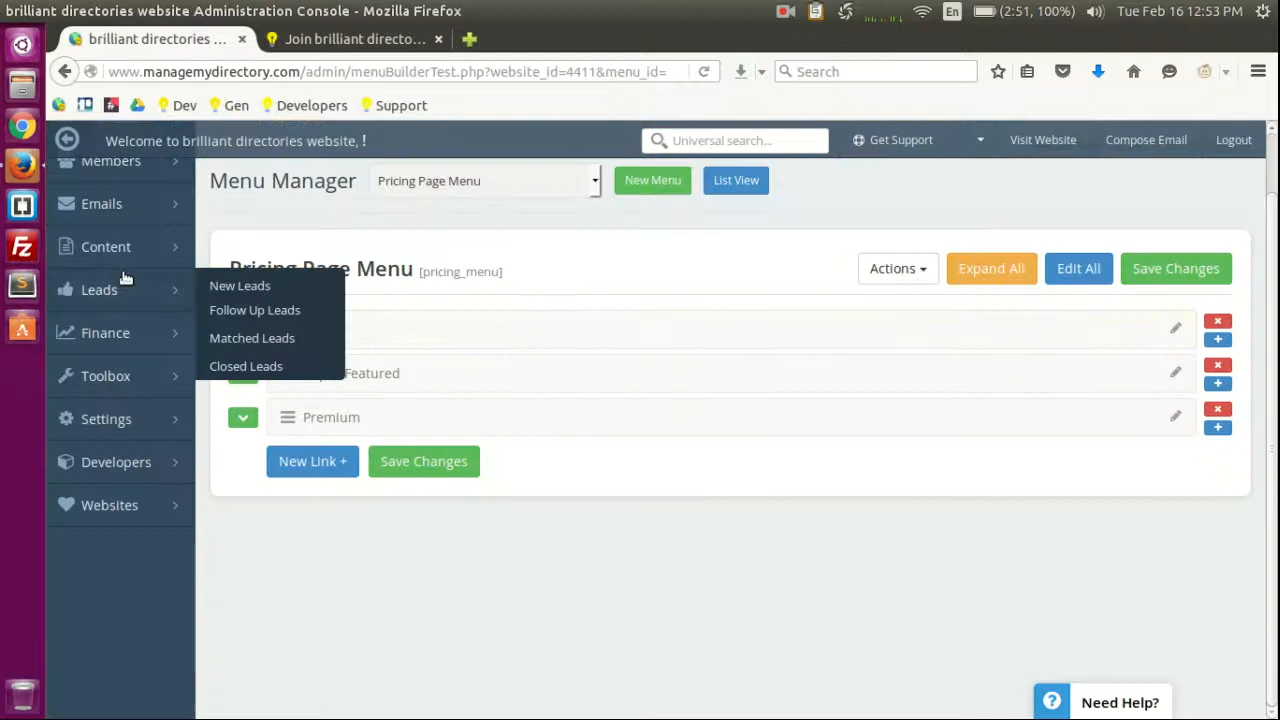 brilliant directories website Administration Console - Mozilla Firefox
En
(2:51, 100%)
Tue Feb 16 12:53 PM
brilliant directories ...
Join brilliant directo...
www.managemydirectory.com/admin/menuBuilderTest.php?website_id=4411&menu_id=
Search
Dev
Gen
Developers
Support
Welcome to brilliant directories website, !
Universal search...
Get Support
Visit Website
Compose Email
Logout
Members
Emails
Content
Leads
Finance
Toolbox
Settings
Developers
Websites
New Leads
Follow Up Leads
Matched Leads
Closed Leads
Menu Manager
Pricing Page Menu
New Menu
List View
Pricing Page Menu [pricing_menu]
Actions
Expand All
Edit All
Save Changes
Featured
Premium
New Link +
Save Changes
Need Help?